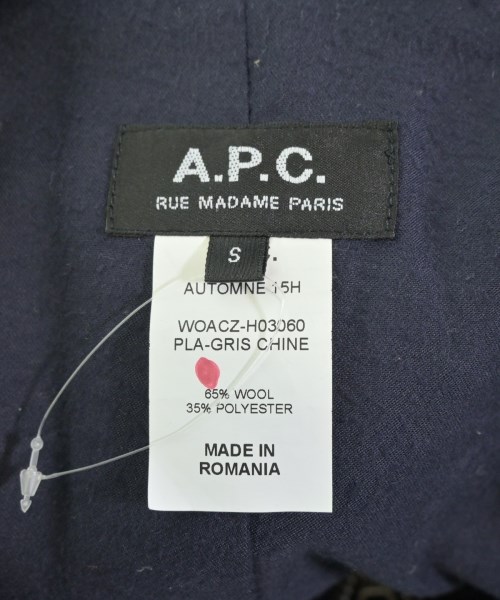 A.P.C.
RUE MADAME PARIS
S
AUTOMNE 15H
WOACZ-H03060
PLA-GRIS CHINE
65% WOOL
35% POLYESTER
MADE IN
ROMANIA